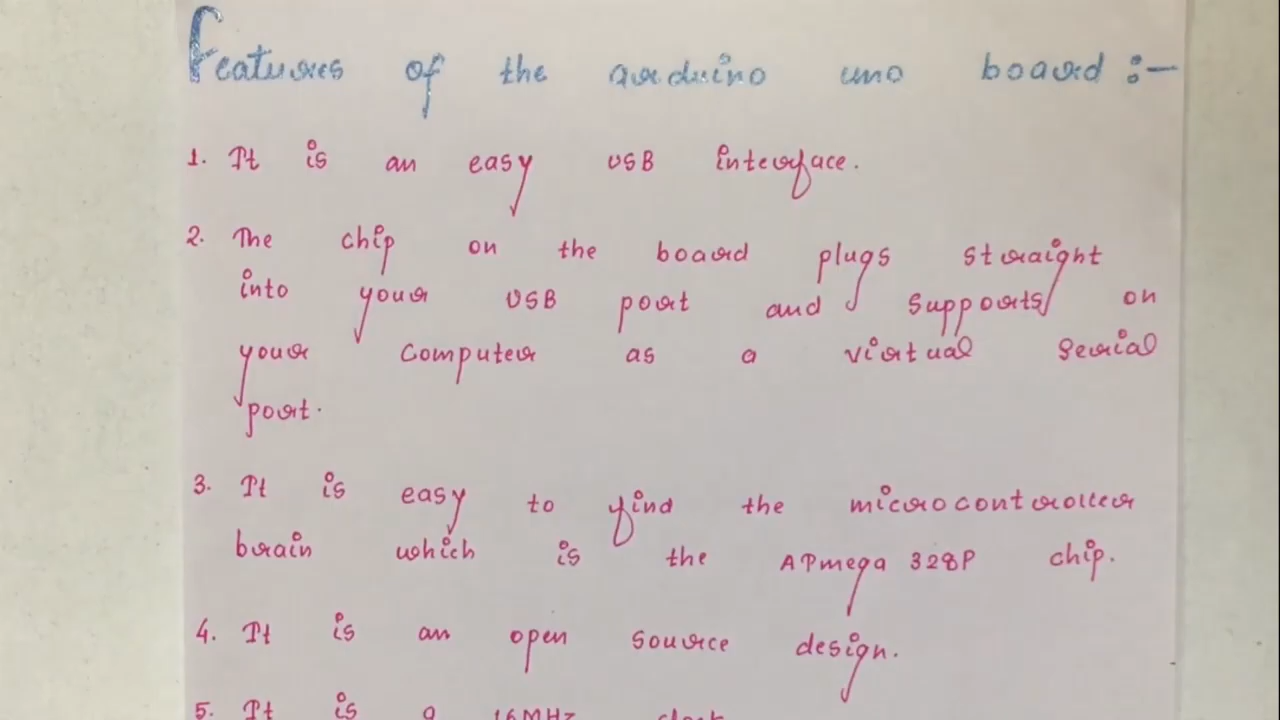 Features of the arduino uno board :-
1. It is an easy USB interface.
2. The chip on the board plugs straight
into your USB port and supports on
your computer as a virtual serial
port.
3. It is easy to find the microcontroller
brain which is the APmega 328P chip.
4. It is an open source design.
5. It is a 16MHz